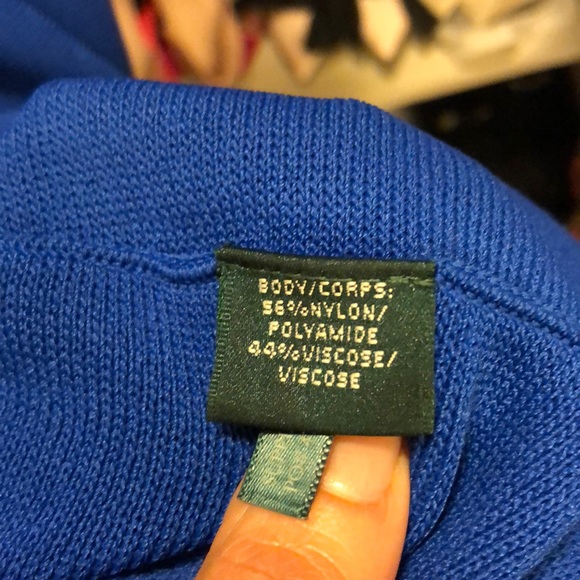 BODY/CORPS:
56%NYLON/
POLYAMIDE
44%VISCOSE/
VISCOSE